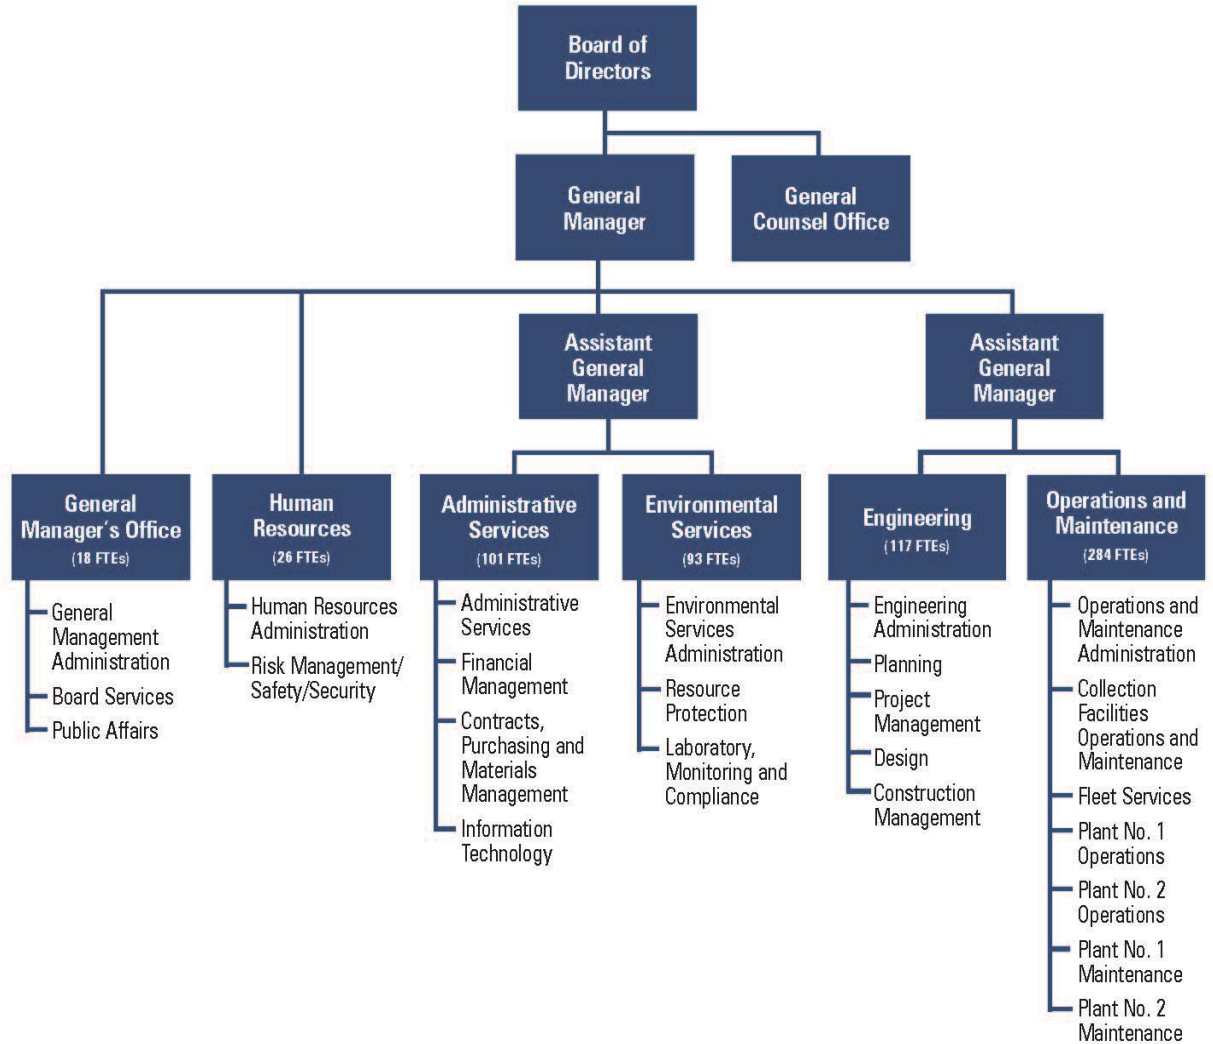 Board of
Directors
General
Manager
General
Counsel Office
Assistant
General
Manager
Assistant
General
Manager
General
Manager's Office
(18 FTEs)
General
Management
Administration
Board Services
Public Affairs
Human
Resources
(26 FTEs)
Human Resources
Administration
Risk Management/
Safety/Security
Administrative
Services
(101 FTEs)
Administrative
Services
Financial
Management
Contracts,
Purchasing and
Materials
Management
Information
Technology
Environmental
Services
(93 FTEs)
Environmental
Services
Administration
Resource
Protection
Laboratory,
Monitoring and
Compliance
Engineering
(117 FTEs)
Engineering
Administration
Planning
Project
Management
Design
Construction
Management
Operations and
Maintenance
(284 FTEs)
Operations and
Maintenance
Administration
Collection
Facilities
Operations and
Maintenance
Fleet Services
Plant No. 1
Operations
Plant No. 2
Operations
Plant No. 1
Maintenance
Plant No. 2
Maintenance